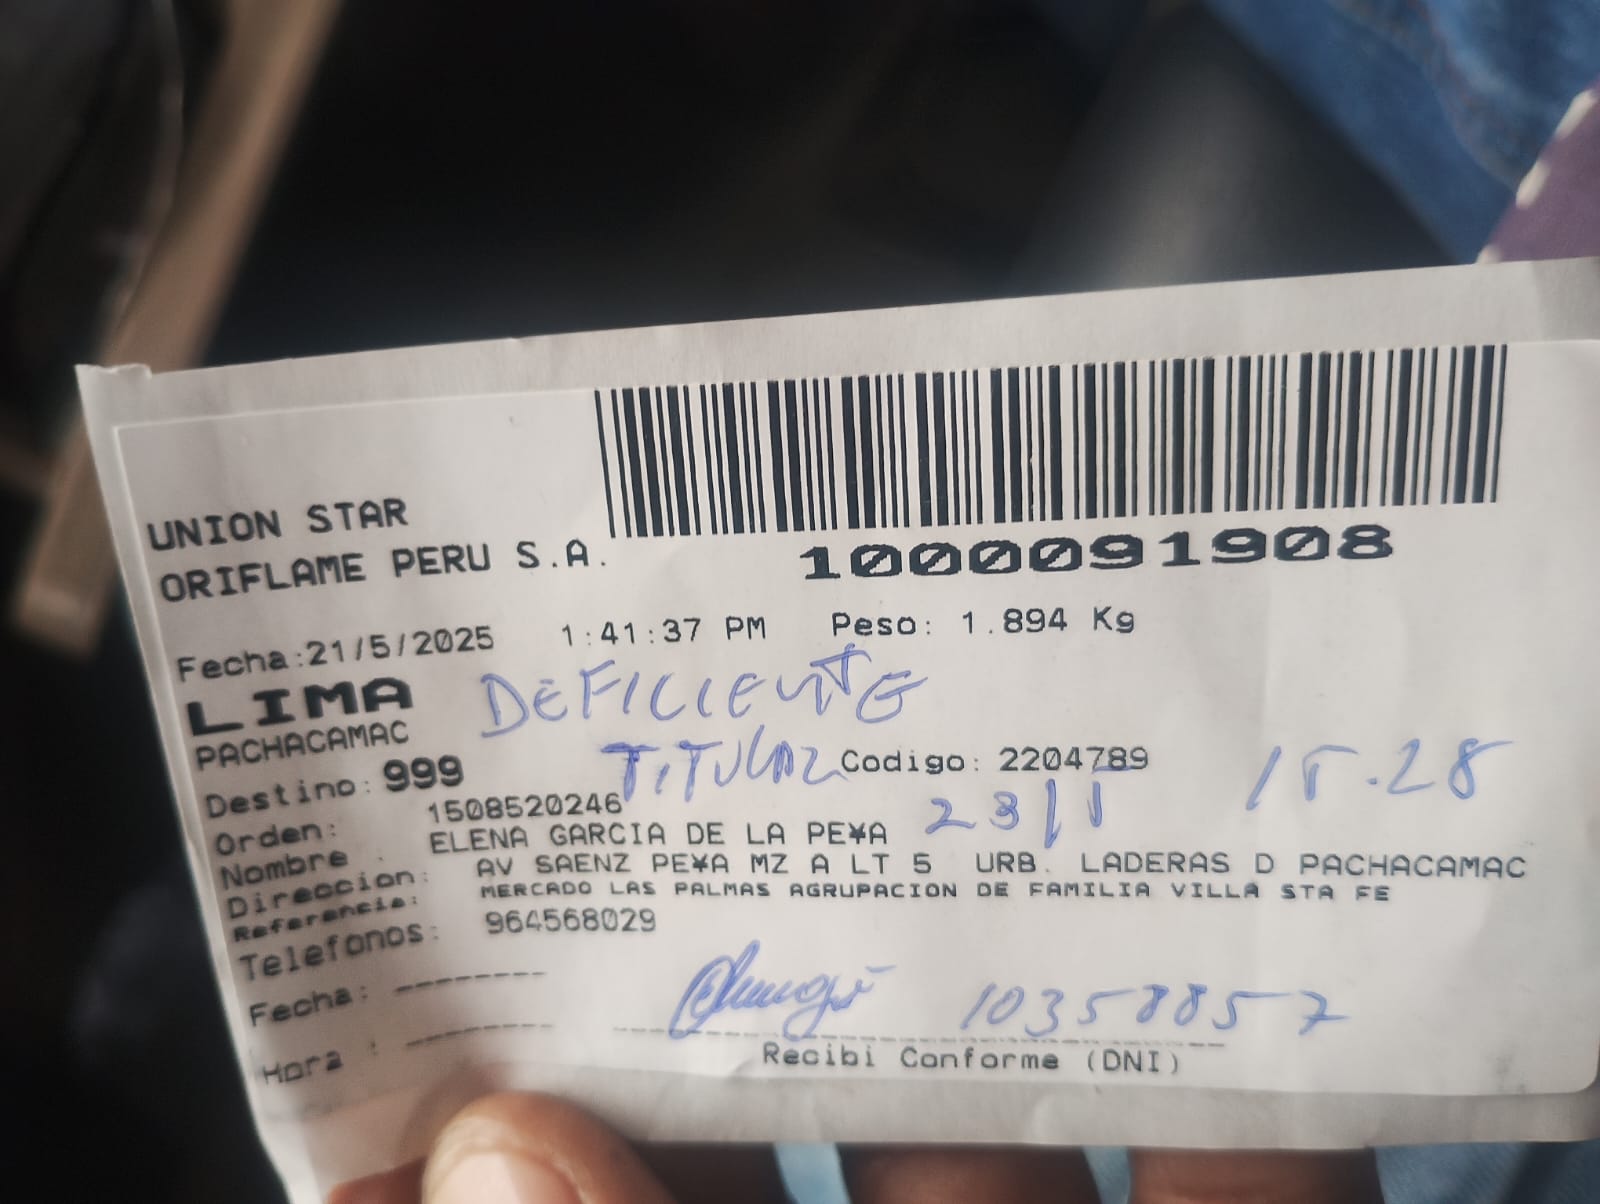 UNION STAR
ORIFLAME PERU S.A.
1000091908
Fecha:21/5/2025 1:41:37 PM Peso: 1.894 Kg
LIMA DEFICIENTE
PACHACAMAC
TITULAR Codigo: 2204789 15.28
Destino: 999
23/5
Orden: 1508520246
Nombre : ELENA GARCIA DE LA PE¥A
Direccion: AV SAENZ PE¥A MZ A LT 5 URB. LADERAS D PACHACAMAC
Referencia: MERCADO LAS PALMAS AGRUPACION DE FAMILIA VILLA STA FE
Telefonos: 964568029
Fecha: --------
10358857
Hora : --------
Recibi Conforme (DNI)